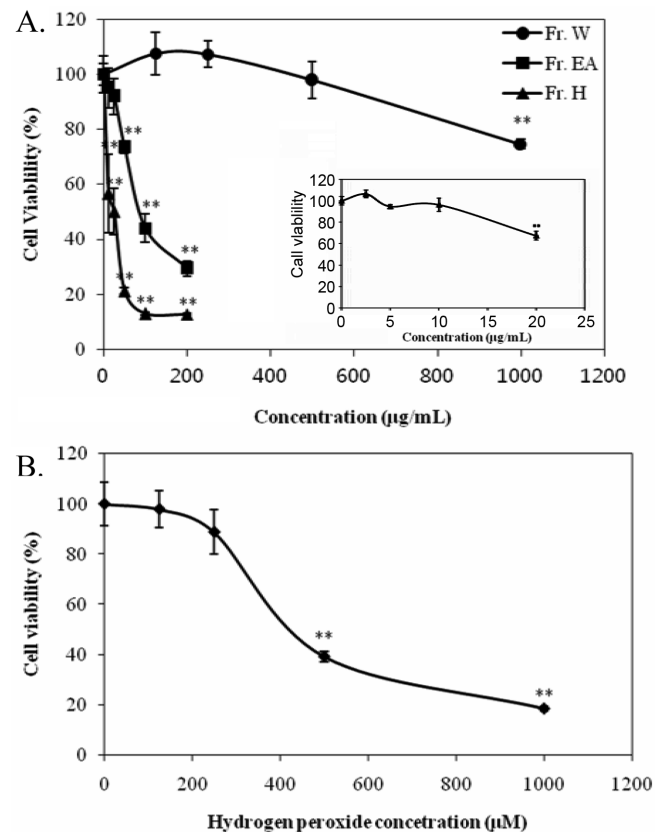 A.
120
100
80
60
40
20
0
Cell Viablility (%)
Fr. W
Fr. EA
Fr. H
**
**
**
**
**
**
**
**
**
120
100
80
60
40
20
0
Call vlablility
**
0 5 10 15 20 25
Concentration (µg/mL)
0 200 400 600 800 1000 1200
Concentration (µg/mL)
B.
120
100
80
60
40
20
0
Cell viability (%)
**
**
0 200 400 600 800 1000 1200
Hydrogen peroxide concetration (µM)